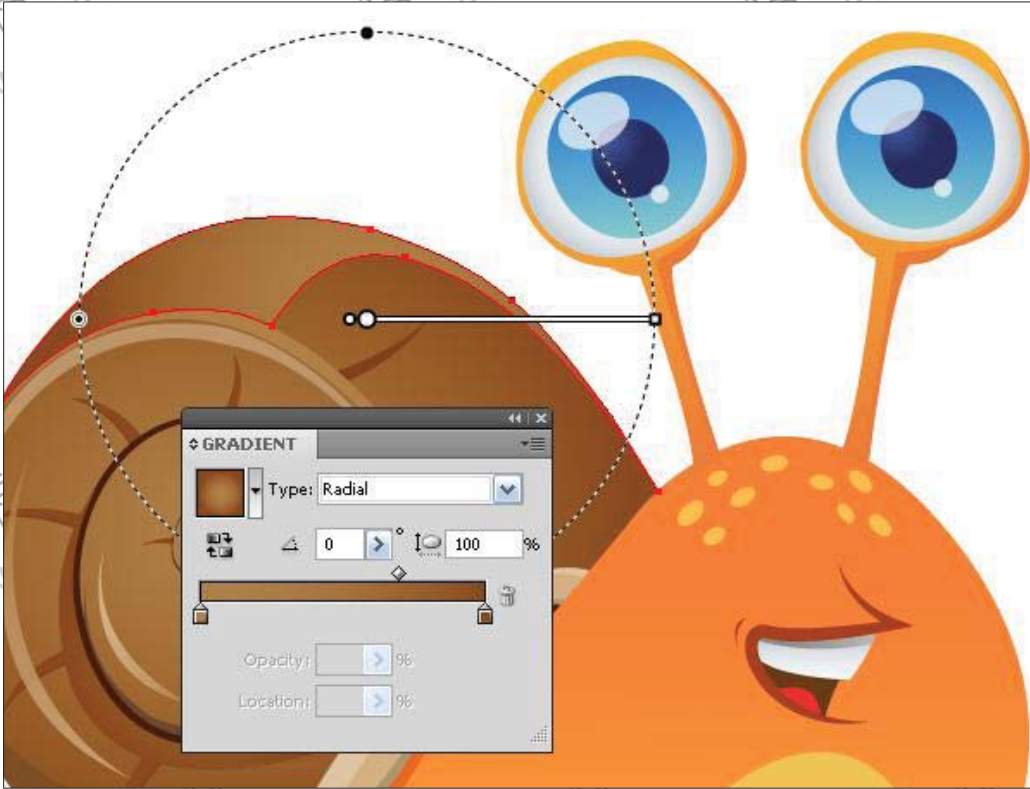 GRADIENT
Type: Radial
0 ° 100 %
Opacity: %
Location: %